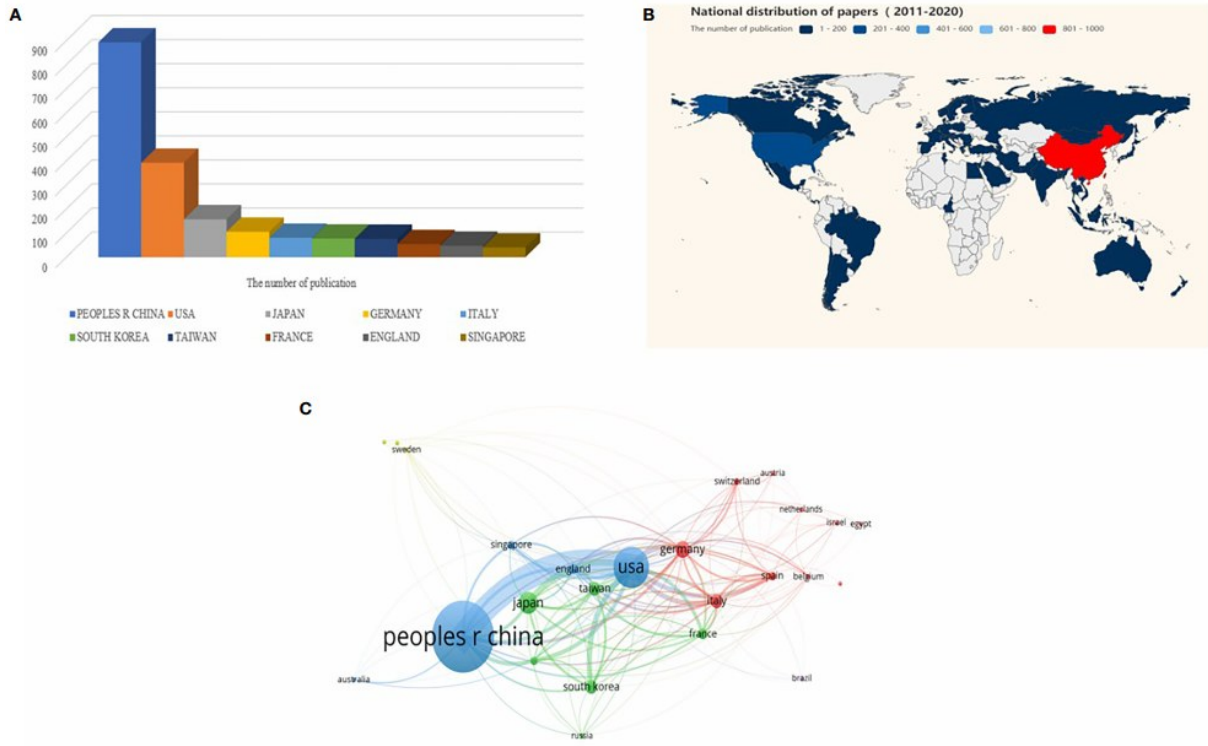 A
900
800
700
600
500
400
300
200
100
0
The number of publication
PEOPLES R CHINA USA JAPAN GERMANY ITALY
SOUTH KOREA TAIWAN FRANCE ENGLAND SINGAPORE
B
National distribution of papers ( 2011-2020)
The number of publication 1 - 200 201 - 400 401 - 600 601 - 800 801 - 1000
C
sweden
switzerland
austria
netherlands
israel
egypt
singapore
england
usa
germany
taiwan
spain
belgium
japan
italy
peoples r china
france
australia
south korea
brazil
russia